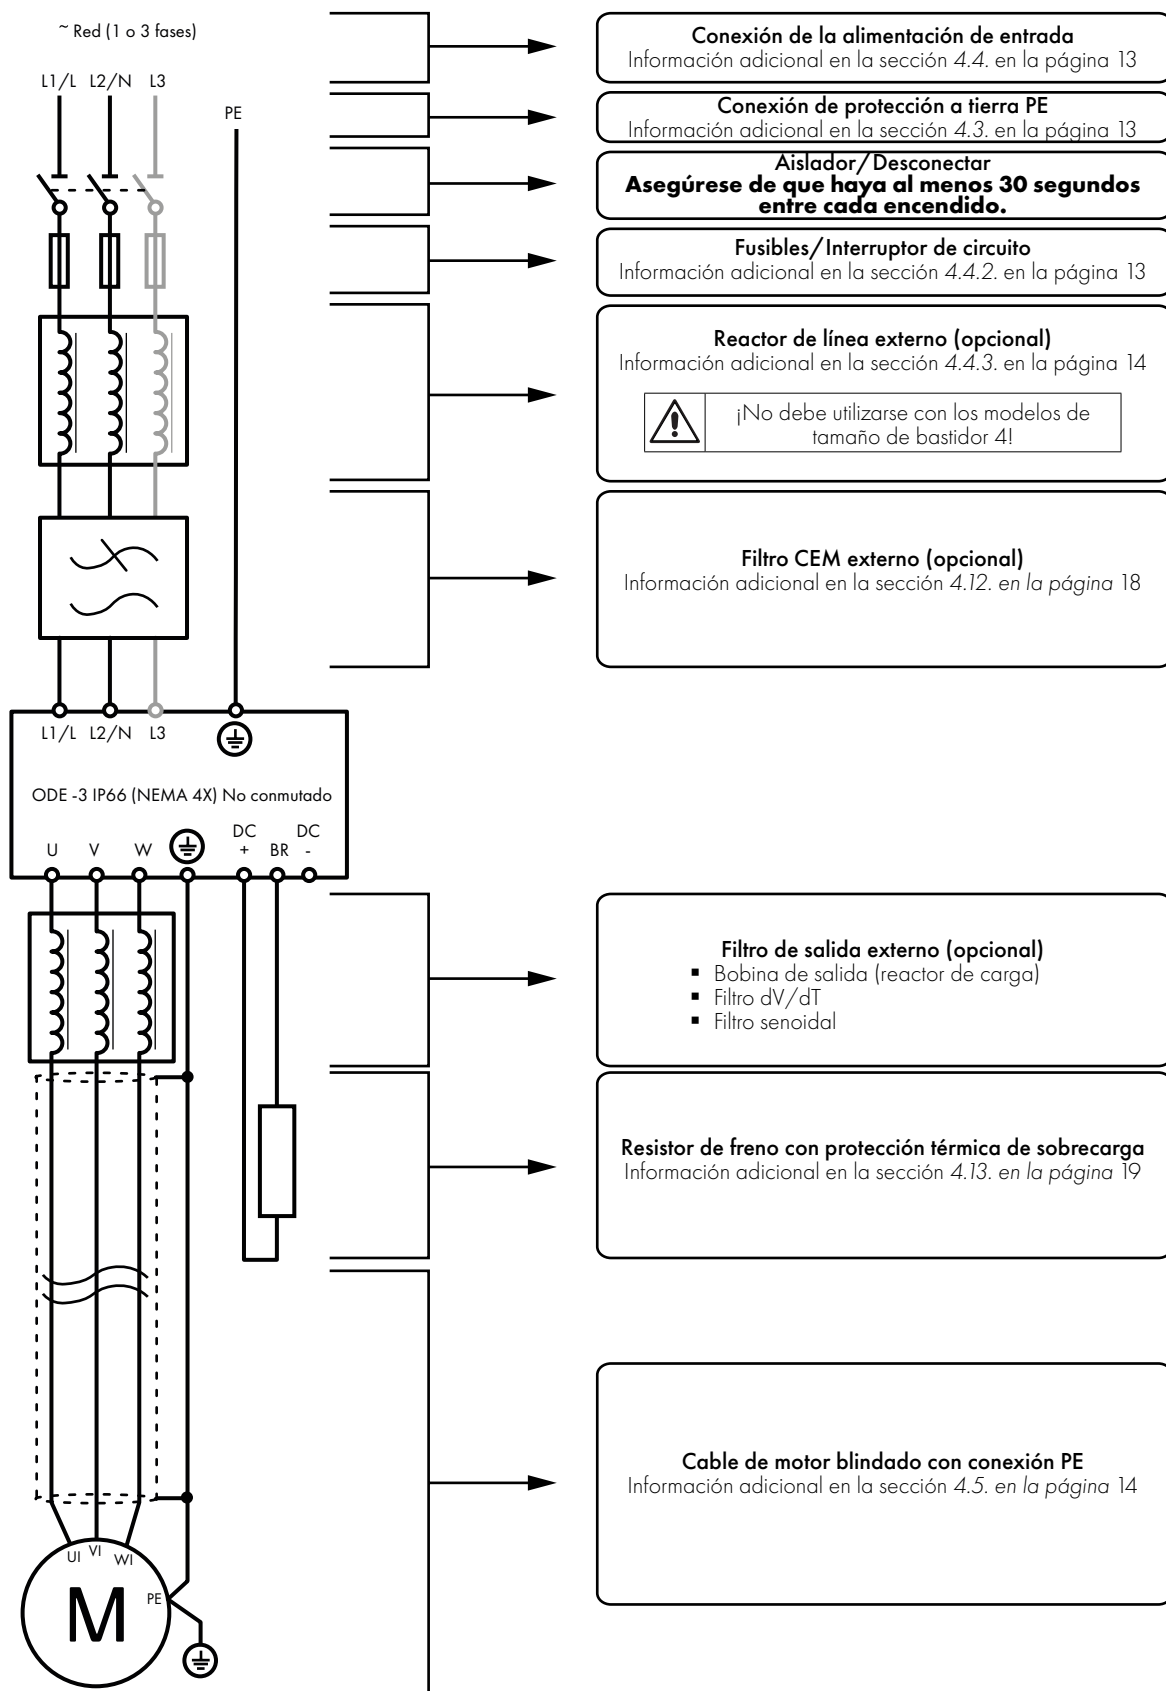 ~ Red (1 o 3 fases)
L1/L L2/N L3
PE
Conexión de la alimentación de entrada
Información adicional en la sección 4.4. en la página 13
Conexión de protección a tierra PE
Información adicional en la sección 4.3. en la página 13
Aislador/Desconectar
Asegúrese de que haya al menos 30 segundos
entre cada encendido.
Fusibles/Interruptor de circuito
Información adicional en la sección 4.4.2. en la página 13
Reactor de línea externo (opcional)
Información adicional en la sección 4.4.3. en la página 14
¡No debe utilizarse con los modelos de
tamaño de bastidor 4!
Filtro CEM externo (opcional)
Información adicional en la sección 4.12. en la página 18
L1/L L2/N L3
ODE -3 IP66 (NEMA 4X) No conmutado
U V W DC + BR DC -
Filtro de salida externo (opcional)
▪ Bobina de salida (reactor de carga)
▪ Filtro dV/dT
▪ Filtro senoidal
Resistor de freno con protección térmica de sobrecarga
Información adicional en la sección 4.13. en la página 19
Cable de motor blindado con conexión PE
Información adicional en la sección 4.5. en la página 14
U1 V1 W1
PE
M